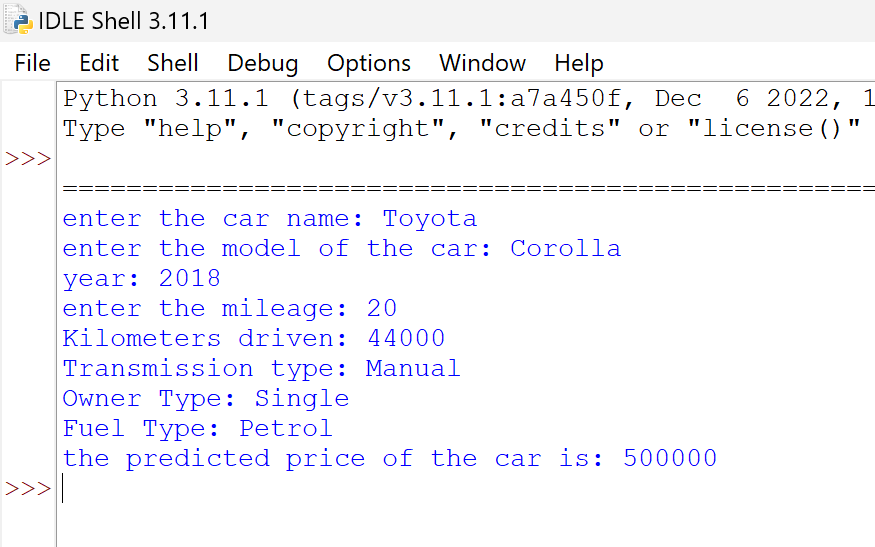 IDLE Shell 3.11.1
File Edit Shell Debug Options Window Help
Python 3.11.1 (tags/v3.11.1:a7a450f, Dec  6 2022, 1
Type "help", "copyright", "credits" or "license()"
>>>
===================================================
enter the car name: Toyota
enter the model of the car: Corolla
year: 2018
enter the mileage: 20
Kilometers driven: 44000
Transmission type: Manual
Owner Type: Single
Fuel Type: Petrol
the predicted price of the car is: 500000
>>>